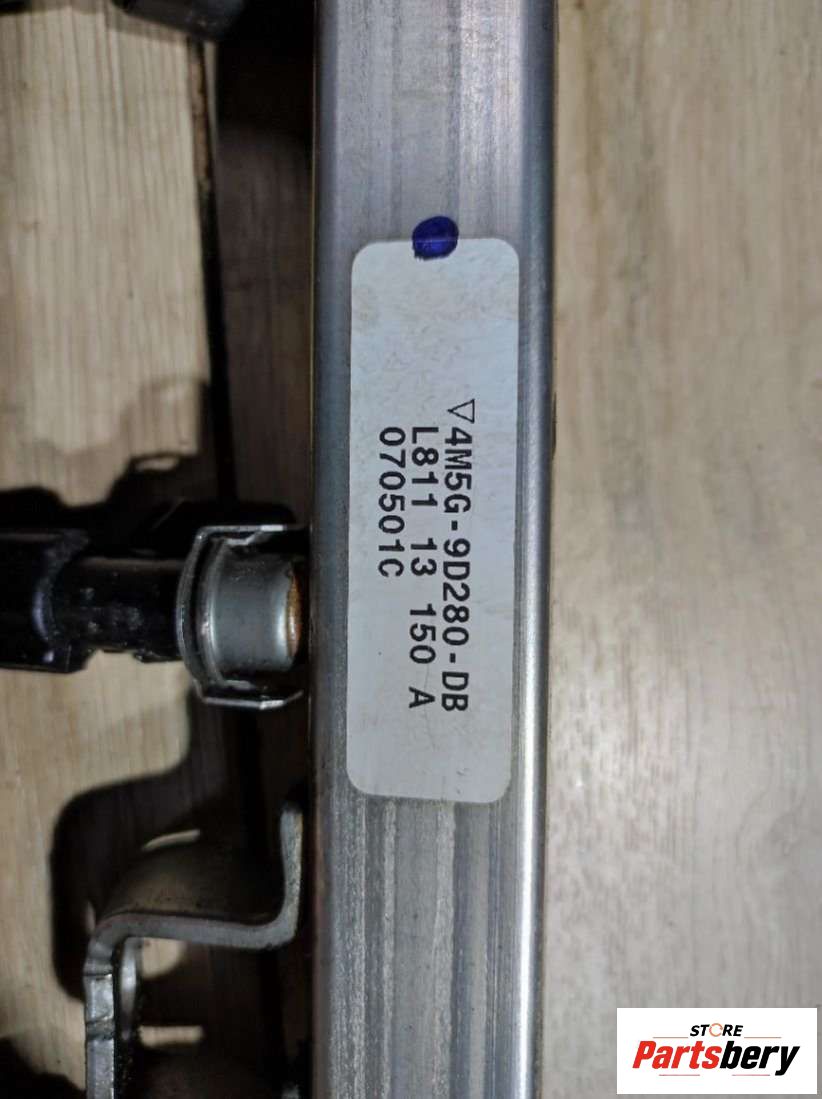 ▽4M5G-9D280-DB
L811 13 150 A
070501C
STORE
Partsbery